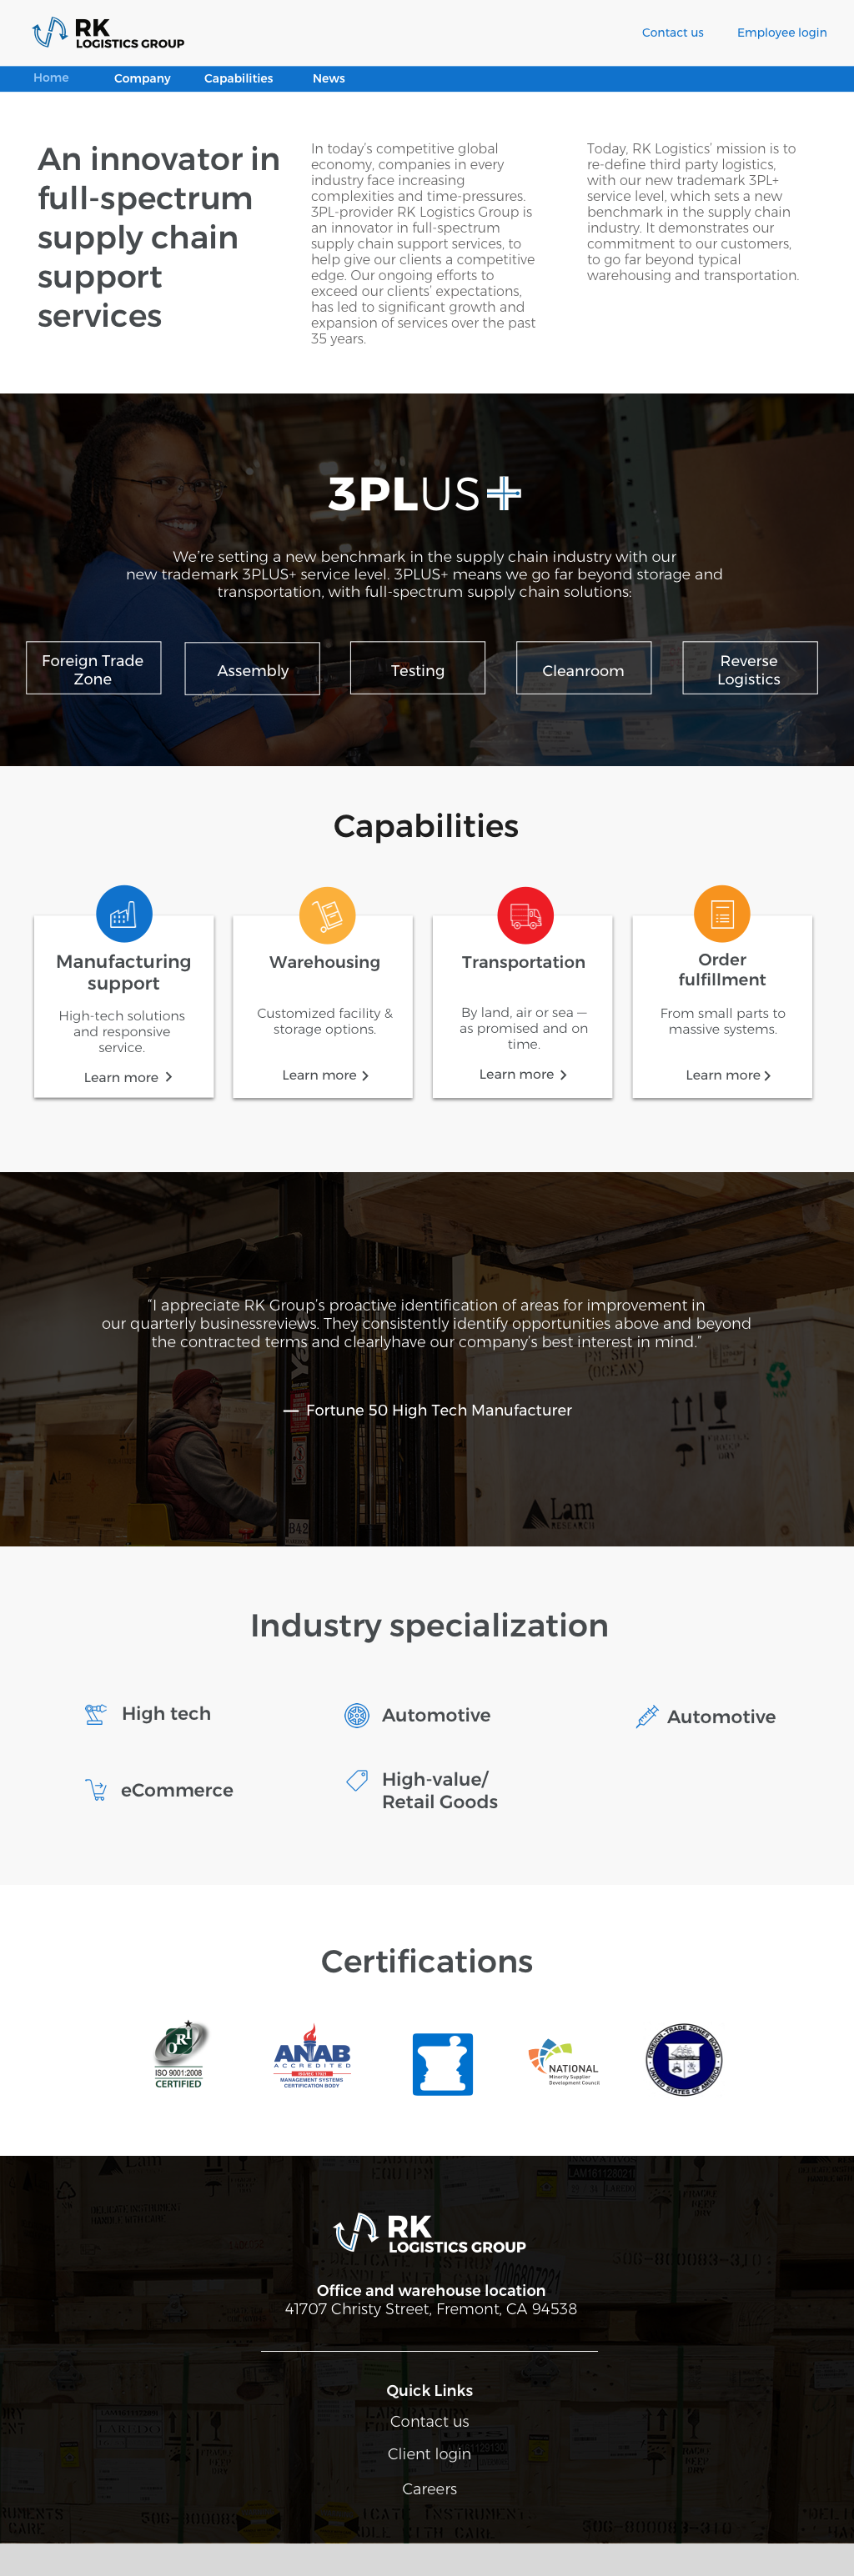 RK
LOGISTICS GROUP
Contact us
Employee login
Home
Company
Capabilities
News
An innovator in
full-spectrum
supply chain
support
services
In today's competitive global
economy, companies in every
industry face increasing
complexities and time-pressures.
3PL-provider RK Logistics Group is
an innovator in full-spectrum
supply chain support services, to
help give our clients a competitive
edge. Our ongoing efforts to
exceed our clients' expectations,
has led to significant growth and
expansion of services over the past
35 years.
Today, RK Logistics' mission is to
re-define third party logistics,
with our new trademark 3PL+
service level, which sets a new
benchmark in the supply chain
industry. It demonstrates our
commitment to our customers,
to go far beyond typical
warehousing and transportation.
3PLUS+
We're setting a new benchmark in the supply chain industry with our
new trademark 3PLUS+ service level. 3PLUS+ means we go far beyond storage and
transportation, with full-spectrum supply chain solutions:
Foreign Trade
Zone
Assembly
Testing
Cleanroom
Reverse
Logistics
Capabilities
Manufacturing
support
High-tech solutions
and responsive
service.
Learn more
Warehousing
Customized facility &
storage options.
Learn more
Transportation
By land, air or sea —
as promised and on
time.
Learn more
Order
fulfillment
From small parts to
massive systems.
Learn more
"I appreciate RK Group's proactive identification of areas for improvement in
our quarterly businessreviews. They consistently identify opportunities above and beyond
the contracted terms and clearlyhave our company's best interest in mind."
— Fortune 50 High Tech Manufacturer
(OCEAN)
NW
Lam
RESEARCH
B42
Industry specialization
High tech
Automotive
Automotive
eCommerce
High-value/
Retail Goods
Certifications
ORI
ISO 9001:2008
CERTIFIED
ANAB
ACCREDITED
ISO/IEC 17021
MANAGEMENT SYSTEMS
CERTIFICATION BODY
NATIONAL
Minority Supplier
Development Council
FOREIGN-TRADE ZONES BOARD
UNITED STATES OF AMERICA
RK
LOGISTICS GROUP
Office and warehouse location
41707 Christy Street, Fremont, CA 94538
Quick Links
Contact us
Client login
Careers